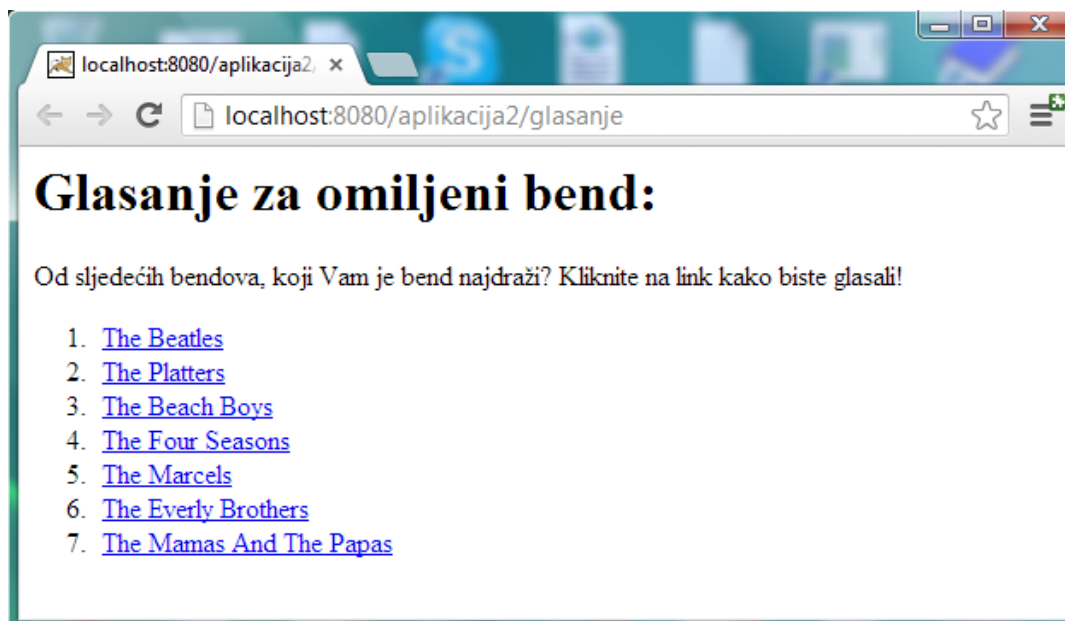 localhost:8080/aplikacija2/
localhost:8080/aplikacija2/glasanje
Glasanje za omiljeni bend:
Od sljedećih bendova, koji Vam je bend najdraži? Kliknite na link kako biste glasali!
1. The Beatles
2. The Platters
3. The Beach Boys
4. The Four Seasons
5. The Marcels
6. The Everly Brothers
7. The Mamas And The Papas